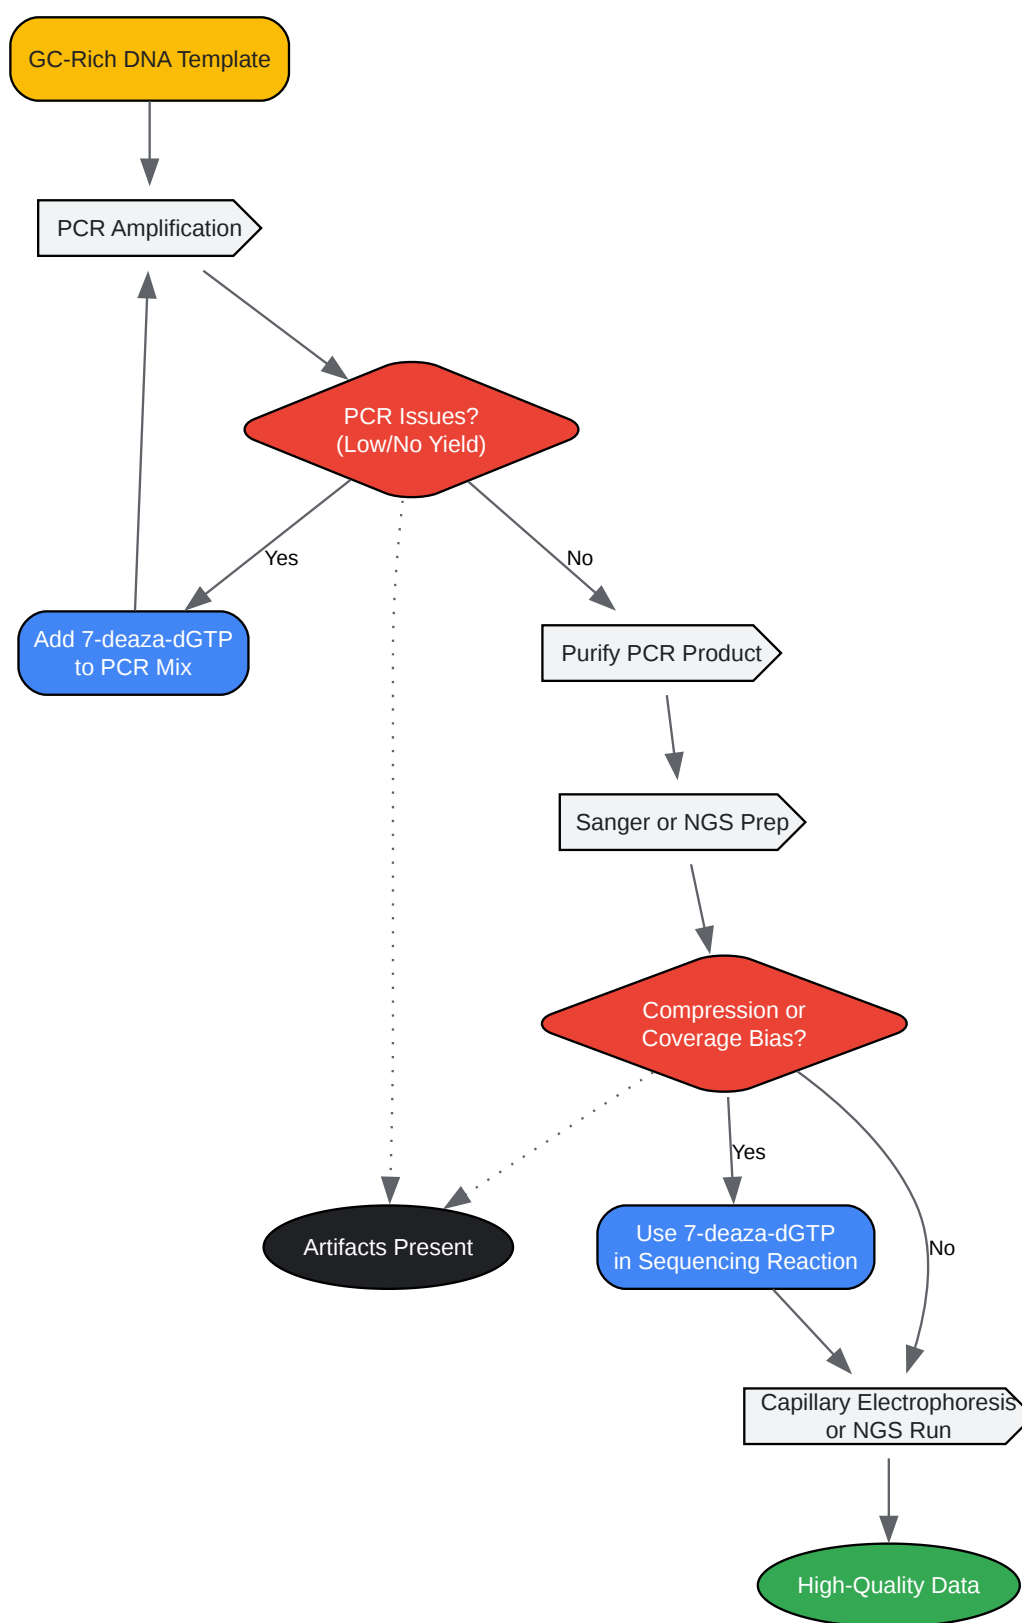 GC-Rich DNA Template
PCR Amplification
PCR Issues?
(Low/No Yield)
Yes
No
Add 7-deaza-dGTP
to PCR Mix
Purify PCR Product
Sanger or NGS Prep
Compression or
Coverage Bias?
Yes
Artifacts Present
Use 7-deaza-dGTP
in Sequencing Reaction
No
Capillary Electrophoresis
or NGS Run
High-Quality Data